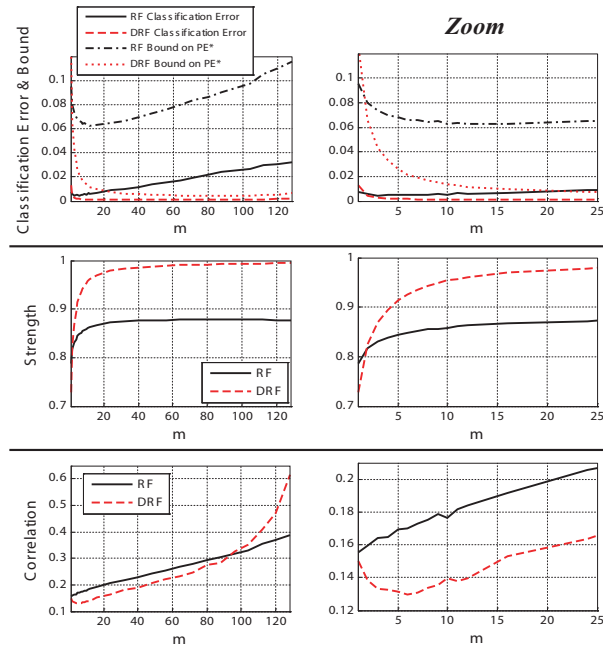 RF Classification Error
DRF Classification Error
RF Bound on PE*
DRF Bound on PE*
Zoom
Classification Error & Bound
0.1
0.08
0.06
0.04
0.02
0
20 40 60 80 100 120
m
0.1
0.08
0.06
0.04
0.02
0
5 10 15 20 25
m
Strength
1
0.9
0.8
0.7
RF
DRF
20 40 60 80 100 120
m
1
0.9
0.8
0.7
5 10 15 20 25
m
Correlation
0.6
0.5
0.4
0.3
0.2
0.1
RF
DRF
20 40 60 80 100 120
m
0.2
0.18
0.16
0.14
0.12
5 10 15 20 25
m